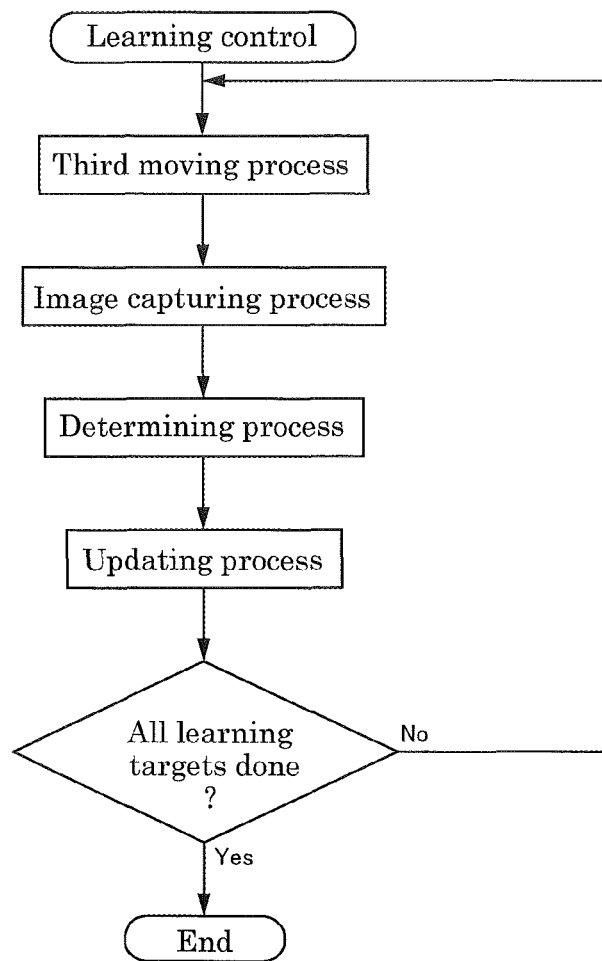 Learning control
Third moving process
Image capturing process
Determining process
Updating process
All learning
targets done
?
No
Yes
End